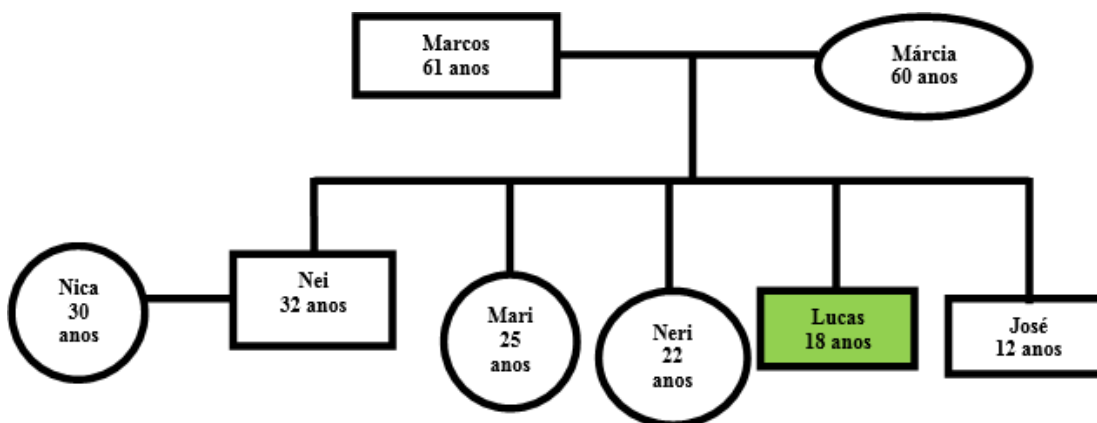 Marcos
61 anos
Márcia
60 anos
Nica
30
anos
Nei
32 anos
Mari
25
anos
Neri
22
anos
Lucas
18 anos
José
12 anos